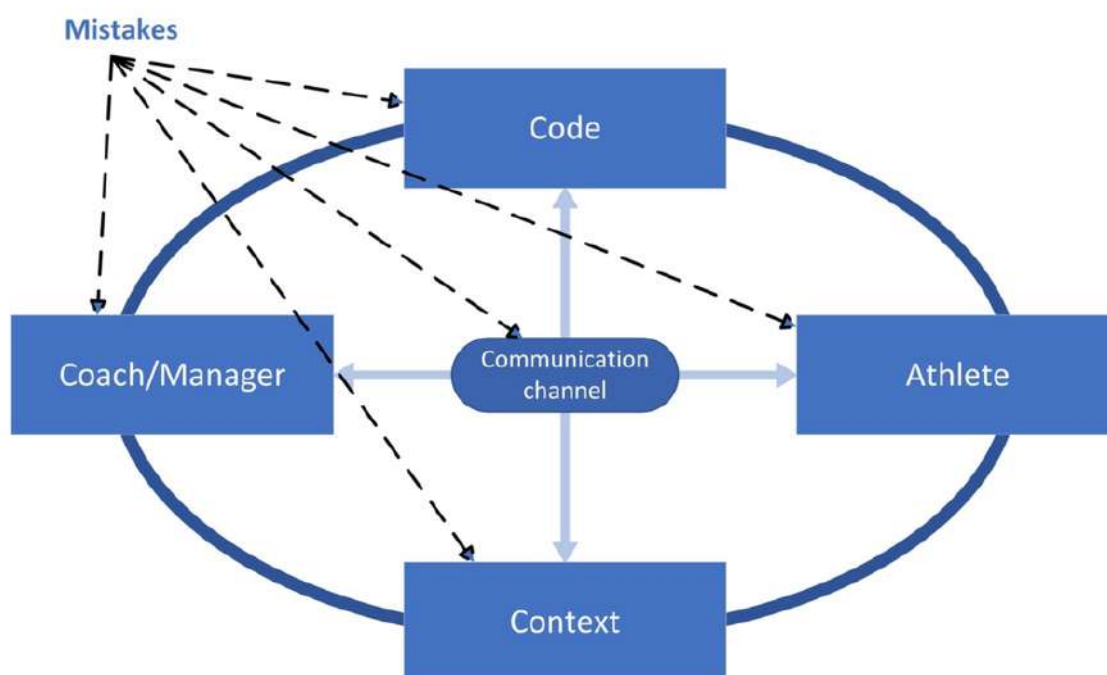 Mistakes
Code
Coach/Manager
Communication
channel
Athlete
Context